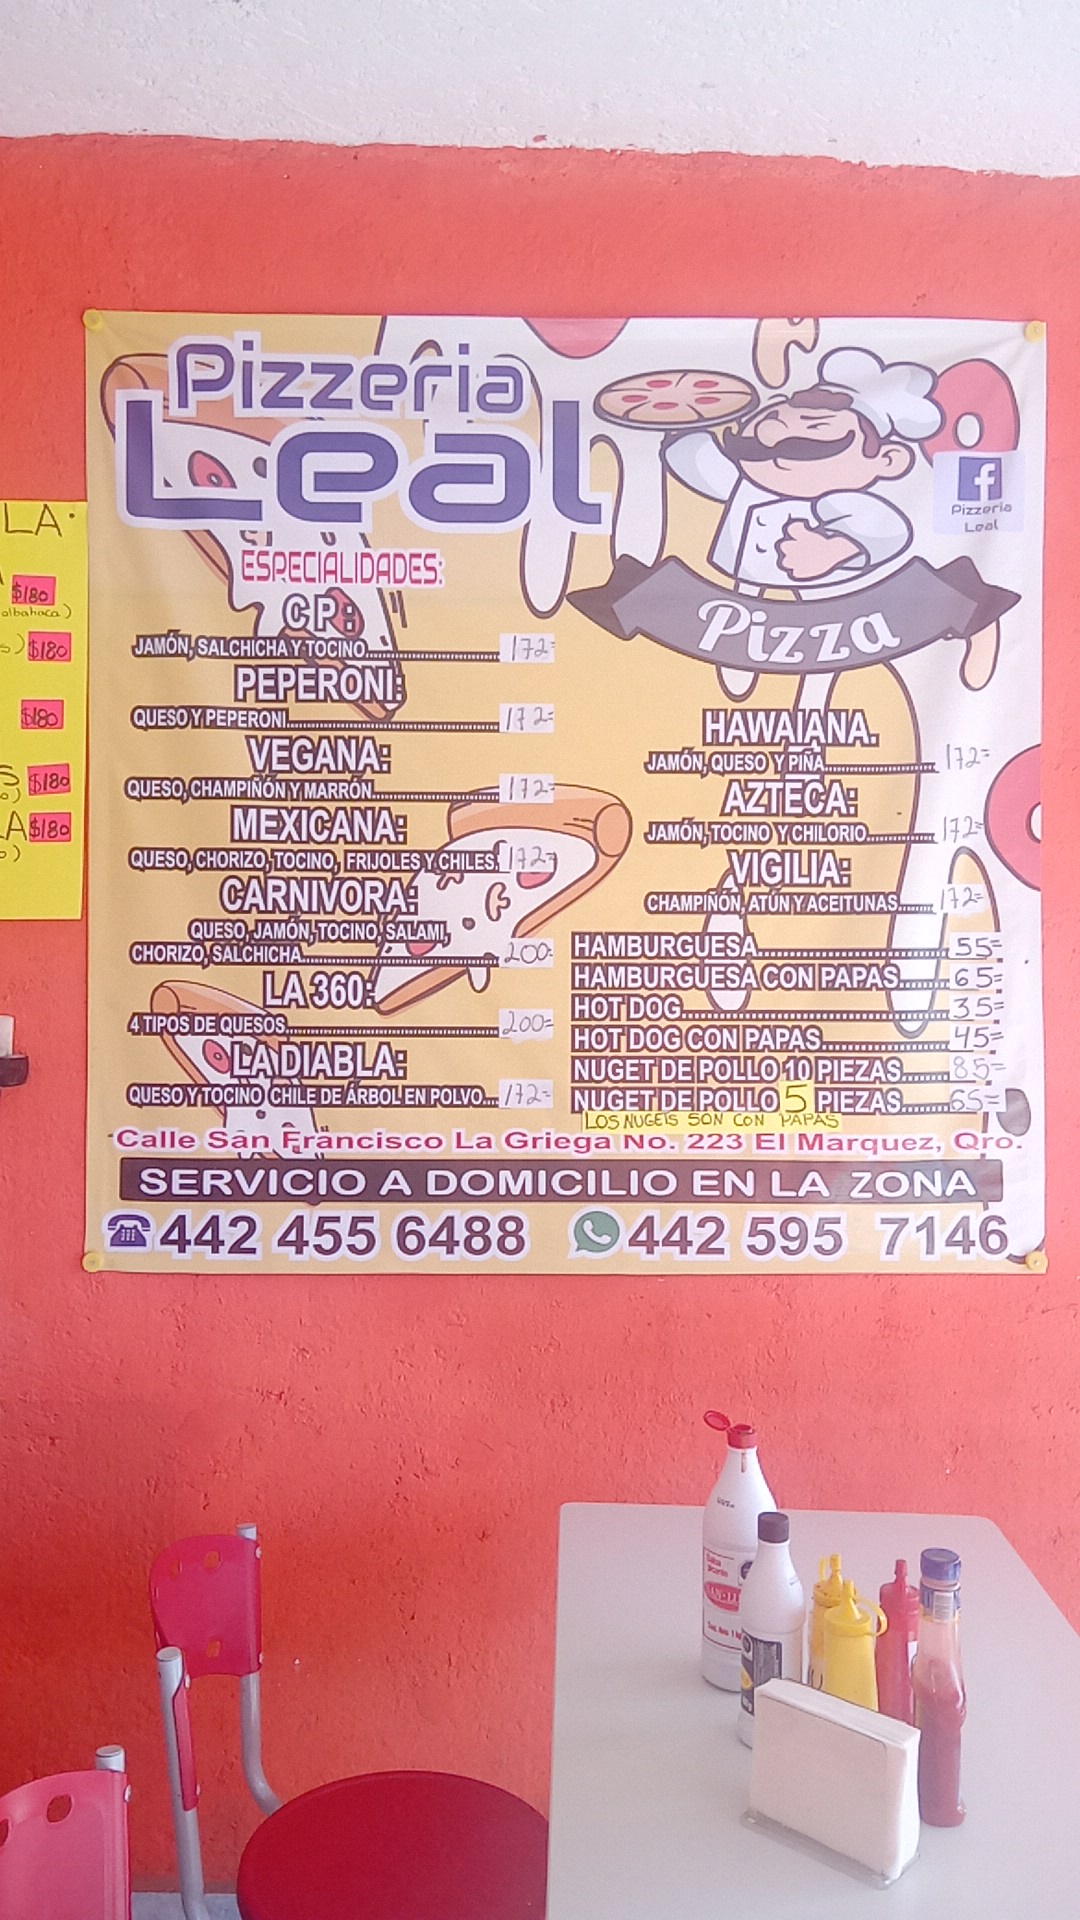 LA.
$180
albahaca)
$180
$180
$180
$180
Pizzeria
Leal
Pizzeria
Leal
ESPECIALIDADES:
C P:
JAMÓN, SALCHICHA Y TOCINO 172=
PEPERONI:
QUESO Y PEPERONI 172=
VEGANA:
QUESO, CHAMPIÑÓN Y MARRÓN 172=
MEXICANA:
QUESO, CHORIZO, TOCINO, FRIJOLES Y CHILES. 172=
CARNIVORA:
QUESO, JAMÓN, TOCINO, SALAMI,
CHORIZO, SALCHICHA 200=
LA 360:
4 TIPOS DE QUESOS 200=
LA DIABLA:
QUESO Y TOCINO CHILE DE ÁRBOL EN POLVO 172=
Pizza
HAWAIANA.
JAMÓN, QUESO Y PIÑA 172=
AZTECA:
JAMÓN, TOCINO Y CHILORIO 172=
VIGILIA:
CHAMPIÑÓN, ATÚN Y ACEITUNAS 172=
HAMBURGUESA 55=
HAMBURGUESA CON PAPAS 65=
HOT DOG 35=
HOT DOG CON PAPAS 45=
NUGET DE POLLO 10 PIEZAS 85=
NUGET DE POLLO 5 PIEZAS 65=
LOS NUGETS SON CON PAPAS
Calle San Francisco La Griega No. 223 El Marquez, Qro.
SERVICIO A DOMICILIO EN LA ZONA
442 455 6488 442 595 7146